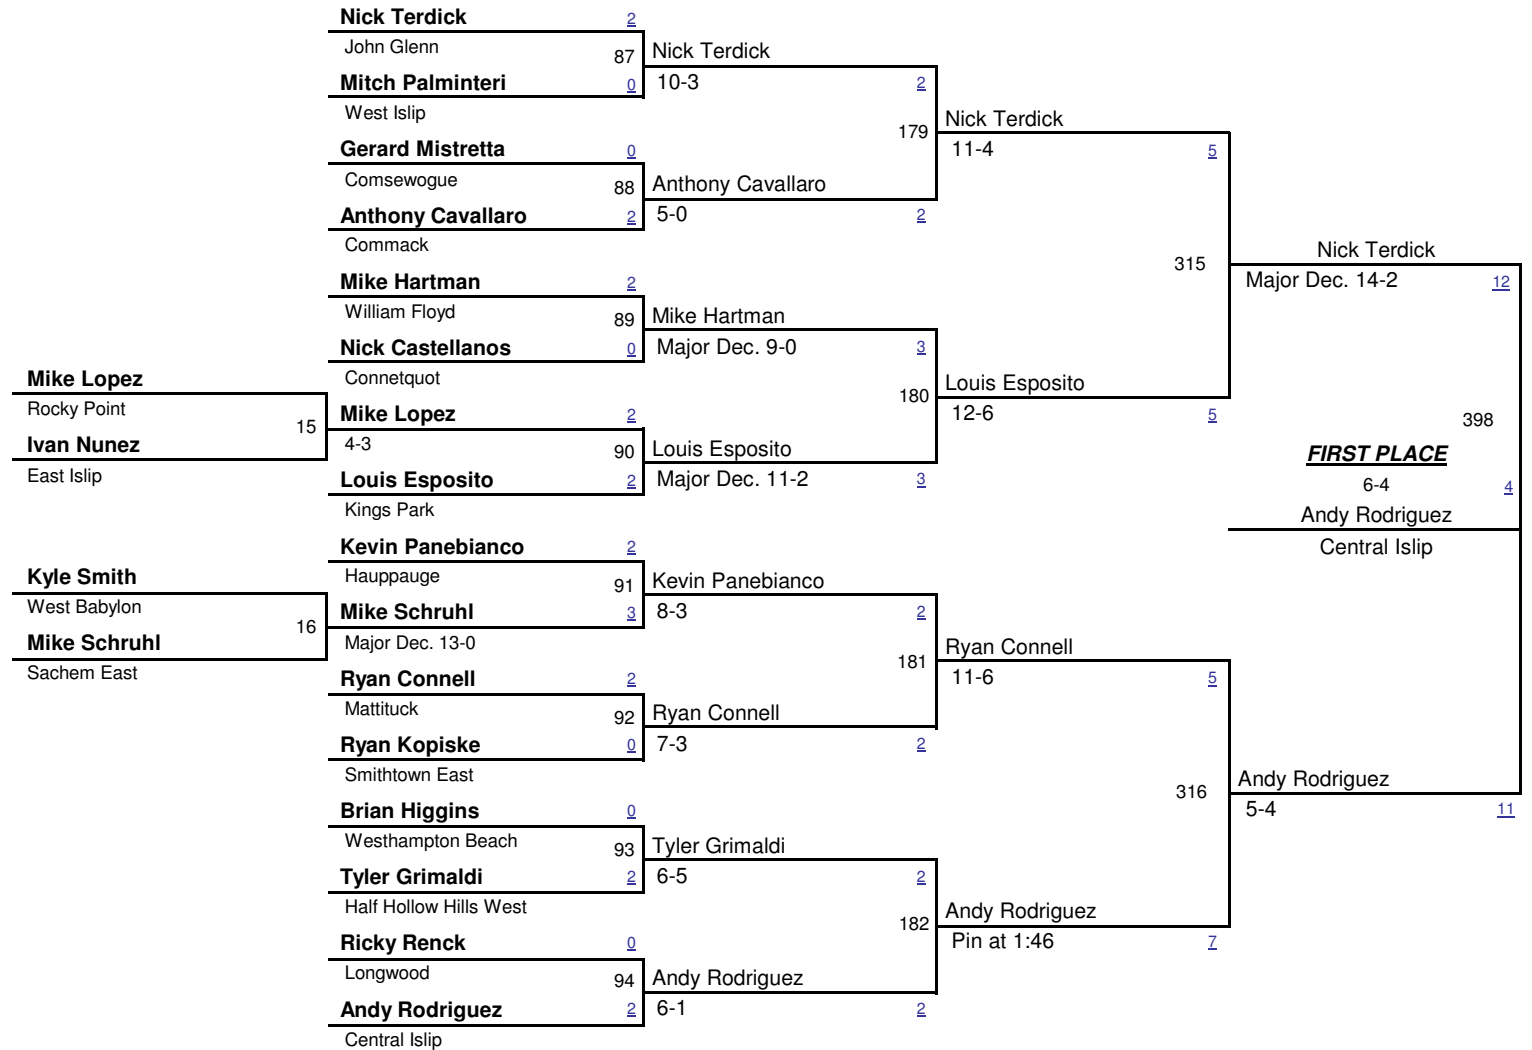 Nick Terdick 2
John Glenn
87
Mitch Palminteri 0
West Islip
Gerard Mistretta 0
Comsewogue
88
Anthony Cavallaro 2
Commack
Mike Hartman 2
William Floyd
89
Nick Castellanos 0
Connetquot
Mike Lopez
Rocky Point
15
Ivan Nunez
East Islip
Mike Lopez 2
4-3
90
Louis Esposito 2
Kings Park
Kevin Panebianco 2
Hauppauge
91
Kyle Smith
West Babylon
16
Mike Schruhl
Sachem East
Mike Schruhl 3
Major Dec. 13-0
Ryan Connell 2
Mattituck
92
Ryan Kopiske 0
Smithtown East
Brian Higgins 0
Westhampton Beach
93
Tyler Grimaldi 2
Half Hollow Hills West
Ricky Renck 0
Longwood
94
Andy Rodriguez 2
Central Islip
Nick Terdick
10-3 2
179
Anthony Cavallaro
5-0 2
Mike Hartman
Major Dec. 9-0 3
180
Louis Esposito
Major Dec. 11-2 3
Kevin Panebianco
8-3 2
181
Ryan Connell
7-3 2
Tyler Grimaldi
6-5 2
182
Andy Rodriguez
6-1 2
Nick Terdick
11-4 5
315
Louis Esposito
12-6 5
Ryan Connell
11-6 5
316
Andy Rodriguez
Pin at 1:46 7
Nick Terdick
Major Dec. 14-2 12
398
FIRST PLACE
6-4 4
Andy Rodriguez
Central Islip
Andy Rodriguez
5-4 11